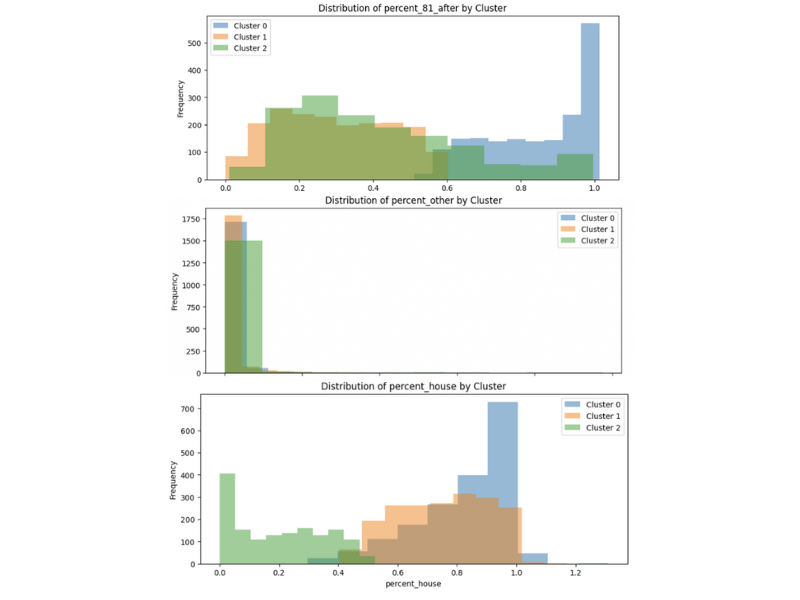 Distribution of percent_81_after by Cluster
Cluster 0
Cluster 1
Cluster 2
Frequency
500
400
300
200
100
0
0.0 0.2 0.4 0.6 0.8 1.0
Distribution of percent_other by Cluster
Cluster 0
Cluster 1
Cluster 2
Frequency
1750
1500
1250
1000
750
500
250
0
Distribution of percent_house by Cluster
Cluster 0
Cluster 1
Cluster 2
Frequency
700
600
500
400
300
200
100
0
0.0 0.2 0.4 0.6 0.8 1.0 1.2
percent_house